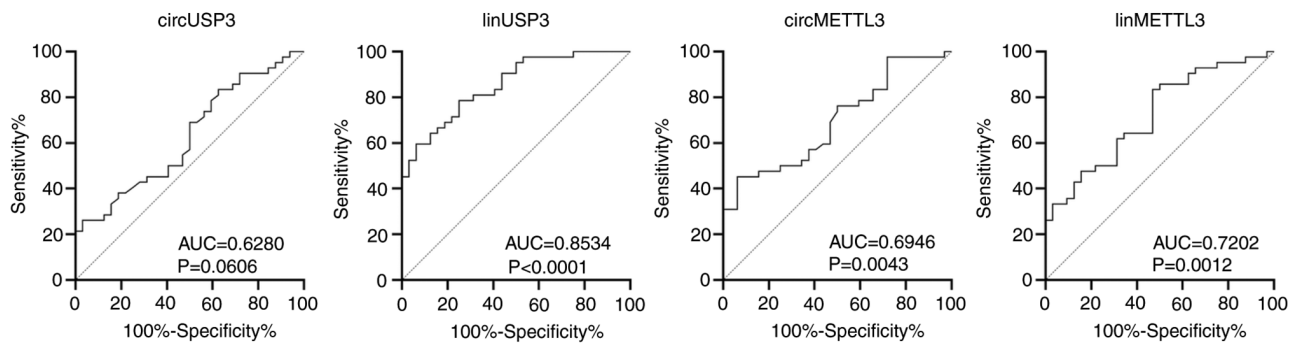 circUSP3
100
80
60
40
20
0
Sensitivity%
AUC=0.6280
P=0.0606
0 20 40 60 80 100
100%-Specificity%
linUSP3
100
80
60
40
20
0
Sensitivity%
AUC=0.8534
P<0.0001
0 20 40 60 80 100
100%-Specificity%
circMETTL3
100
80
60
40
20
0
Sensitivity%
AUC=0.6946
P=0.0043
0 20 40 60 80 100
100%-Specificity%
linMETTL3
100
80
60
40
20
0
Sensitivity%
AUC=0.7202
P=0.0012
0 20 40 60 80 100
100%-Specificity%